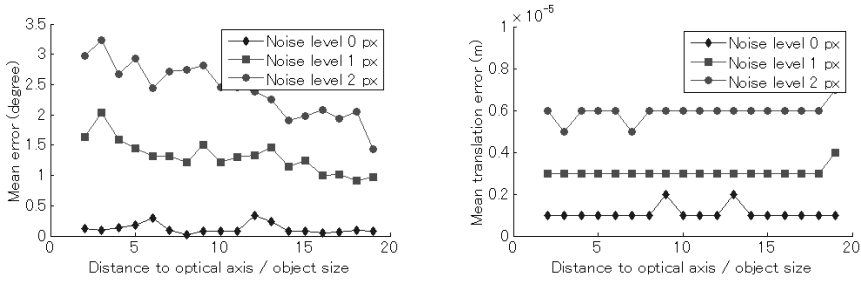 3.5
3
2.5
2
1.5
1
0.5
0
0
5
10
15
20
Mean error (degree)
Distance to optical axis / object size
Noise level 0 px
Noise level 1 px
Noise level 2 px
1 × 10⁻⁵
1
0.8
0.6
0.4
0.2
0
0
5
10
15
20
Mean translation error (m)
Distance to optical axis / object size
Noise level 0 px
Noise level 1 px
Noise level 2 px